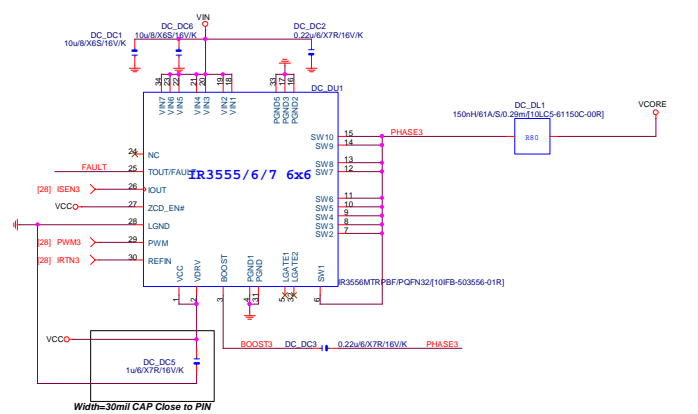 VIN
DC_DC1
10u/8/X6S/16V/K
DC_DC6
10u/8/X6S/16V/K
DC_DC2
0.22u/6/X7R/16V/K
34 23 22 21 20 19 18 33 17 16
VIN7 VIN6 VIN5 VIN4 VIN3 VIN2 VIN1 PGND5 PGND3 PGND2
DC_DU1
DC_DL1
150nH/61A/S/0.29m/[10LC5-61150C-00R]
VCORE
R80
SW10 15 PHASE3
SW9 14
SW8 13
SW7 12
SW6 11
SW5 10
SW4 9
SW3 8
SW2 7
24 NC
FAULT 25 TOUT/FAULT
IR3555/6/7 6x6
[28] ISEN3 26 IOUT
VCC 27 ZCD_EN#
28 LGND
[28] PWM3 29 PWM
[28] IRTN3 30 REFIN
VCC VDRV BOOST PGND1 PGND LGATE1 LGATE2 SW1
1 2 3 4 31 5 32 6
IR3556MTRPBF/PQFN32/[10IFB-503556-01R]
VCC
DC_DC5
1u/6/X7R/16V/K
BOOST3 DC_DC3 0.22u/6/X7R/16V/K PHASE3
Width=30mil CAP Close to PIN